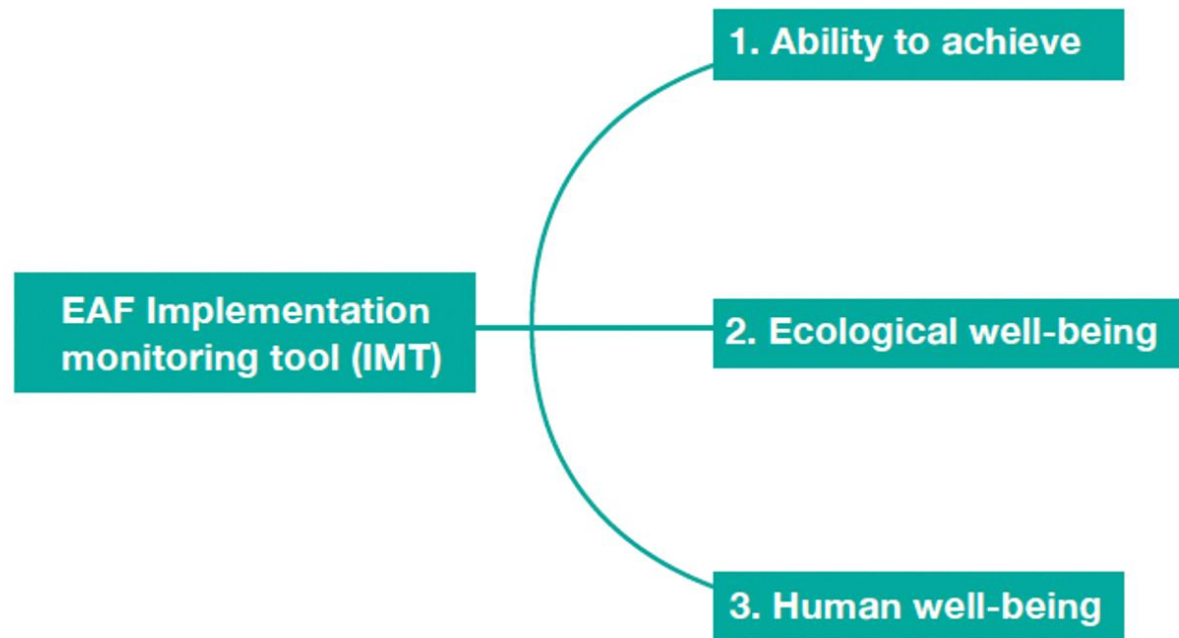 1. Ability to achieve
EAF Implementation
monitoring tool (IMT)
2. Ecological well-being
3. Human well-being